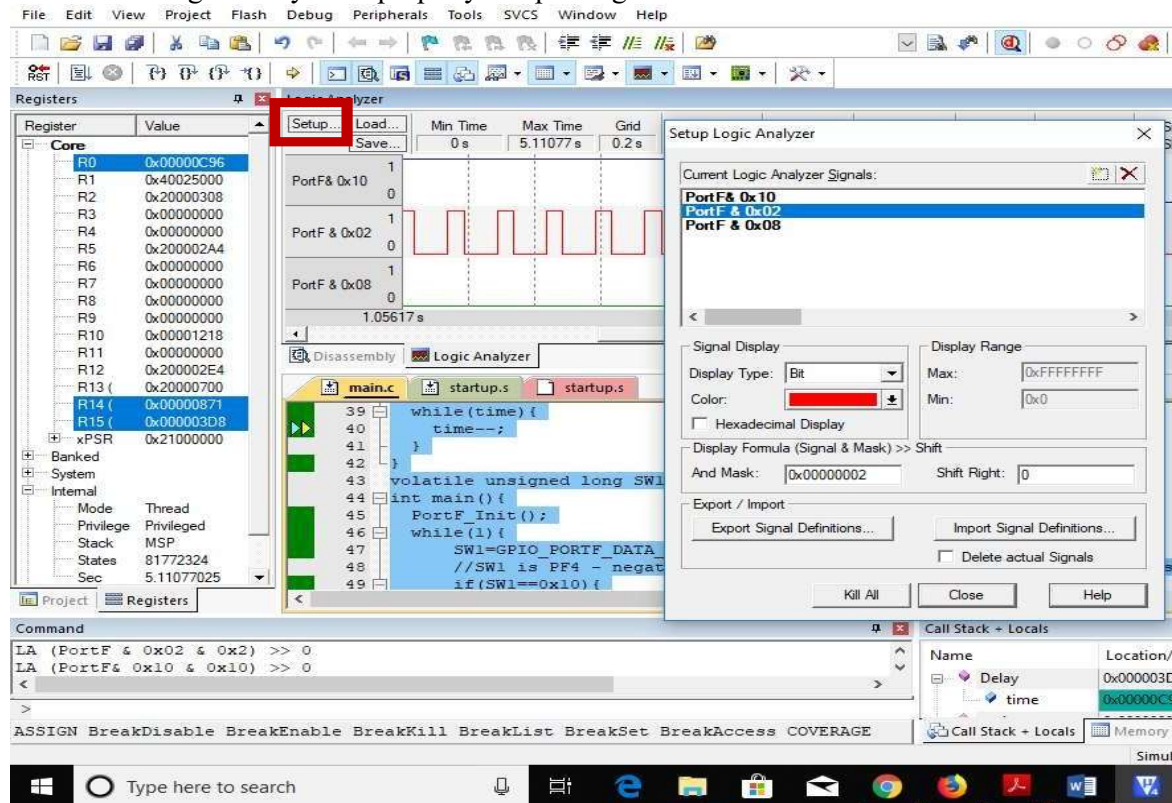 File Edit View Project Flash Debug Peripherals Tools SVCS Window Help
RST
Registers
Register Value
Core
R0 0x00000C96
R1 0x40025000
R2 0x20000308
R3 0x00000000
R4 0x00000000
R5 0x200002A4
R6 0x00000000
R7 0x00000000
R8 0x00000000
R9 0x00000000
R10 0x00001218
R11 0x00000000
R12 0x200002E4
R13 ( 0x20000700
R14 ( 0x00000871
R15 ( 0x000003D8
xPSR 0x21000000
Banked
System
Internal
Mode Thread
Privilege Privileged
Stack MSP
States 81772324
Sec 5.11077025
Project Registers
Logic Analyzer
Setup... Load... Min Time Max Time Grid
Save... 0 s 5.11077 s 0.2 s
1
PortF& 0x10
0
1
PortF & 0x02
0
1
PortF & 0x08
0
1.05617 s
Disassembly Logic Analyzer
main.c startup.s startup.s
39 while(time){
40 time--;
41 }
42 }
43 volatile unsigned long SW1
44 int main(){
45 PortF_Init();
46 while(1){
47 SW1=GPIO_PORTF_DATA_
48 //SW1 is PF4 - negat
49 if(SW1==0x10){
Setup Logic Analyzer
Current Logic Analyzer Signals:
PortF& 0x10
PortF & 0x02
PortF & 0x08
Signal Display
Display Type: Bit
Color:
Hexadecimal Display
Display Range
Max: 0xFFFFFFFF
Min: 0x0
Display Formula (Signal & Mask) >> Shift
And Mask: 0x00000002 Shift Right: 0
Export / Import
Export Signal Definitions... Import Signal Definitions...
Delete actual Signals
Kill All Close Help
Command
LA (PortF & 0x02 & 0x2) >> 0
LA (PortF& 0x10 & 0x10) >> 0
>
ASSIGN BreakDisable BreakEnable BreakKill BreakList BreakSet BreakAccess COVERAGE
Call Stack + Locals
Name Location/
Delay 0x000003D
time 0x00000C9
Call Stack + Locals Memory
Simul
Type here to search